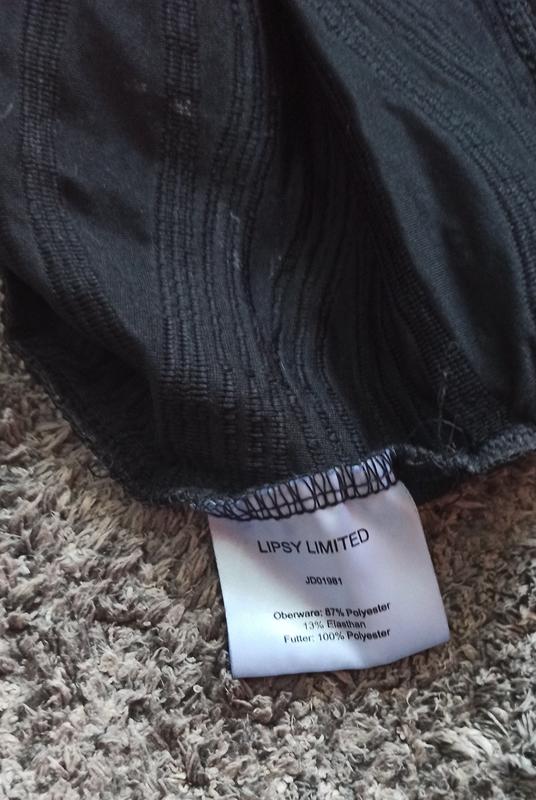 LIPSY LIMITED
JD01981
Oberware: 87% Polyester
13% Elasthan
Futter: 100% Polyester